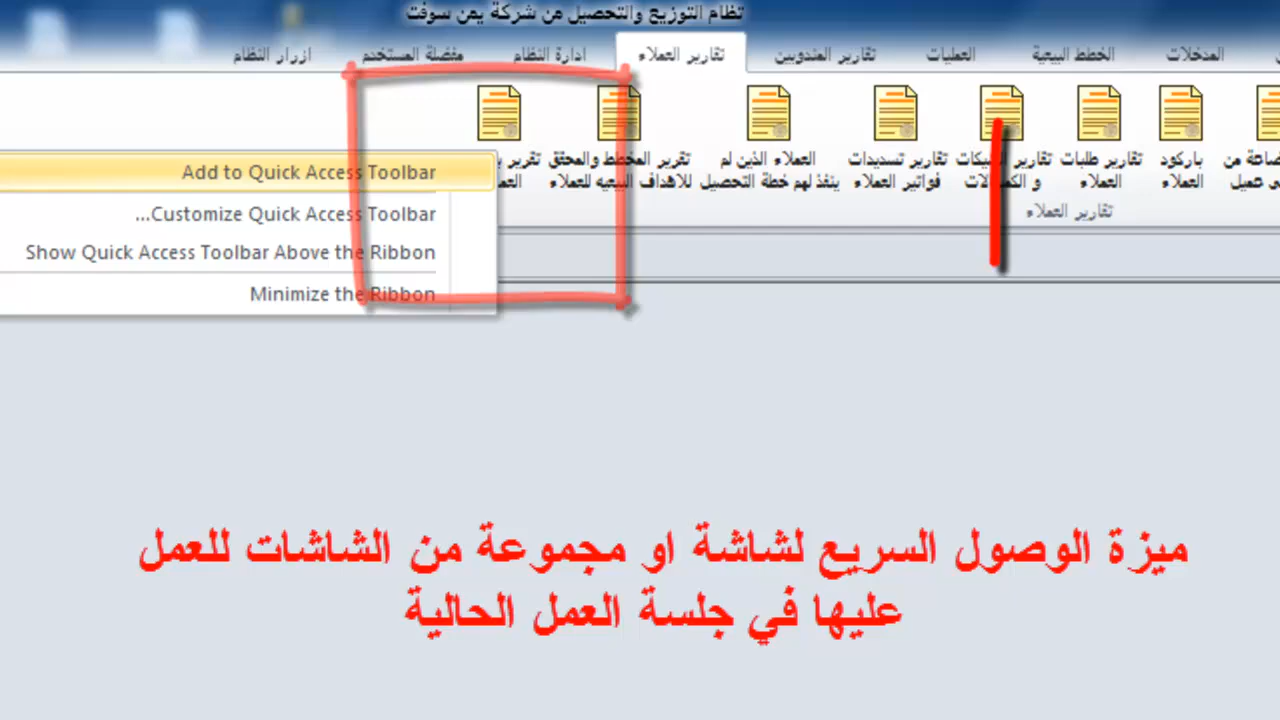 نظام التوزيع والتحصيل من شركة يمن سوفت
المدخلات الخطط البيعية العمليات تقارير المندوبين تقارير العملاء ادارة النظام مفضلة المستخدم ازرار النظام
باركود العملاء
تقارير طلبات العملاء
تقارير الشيكات و الكمبيالات
تقارير تسديدات فواتير العملاء
العملاء الذين لم ينفذ لهم خطة التحصيل
تقرير المخطط والمحقق للاهداف البيعيه للعملاء
تقرير
تقارير العملاء
Add to Quick Access Toolbar
Customize Quick Access Toolbar...
Show Quick Access Toolbar Above the Ribbon
Minimize the Ribbon
ميزة الوصول السريع لشاشة او مجموعة من الشاشات للعمل
عليها في جلسة العمل الحالية